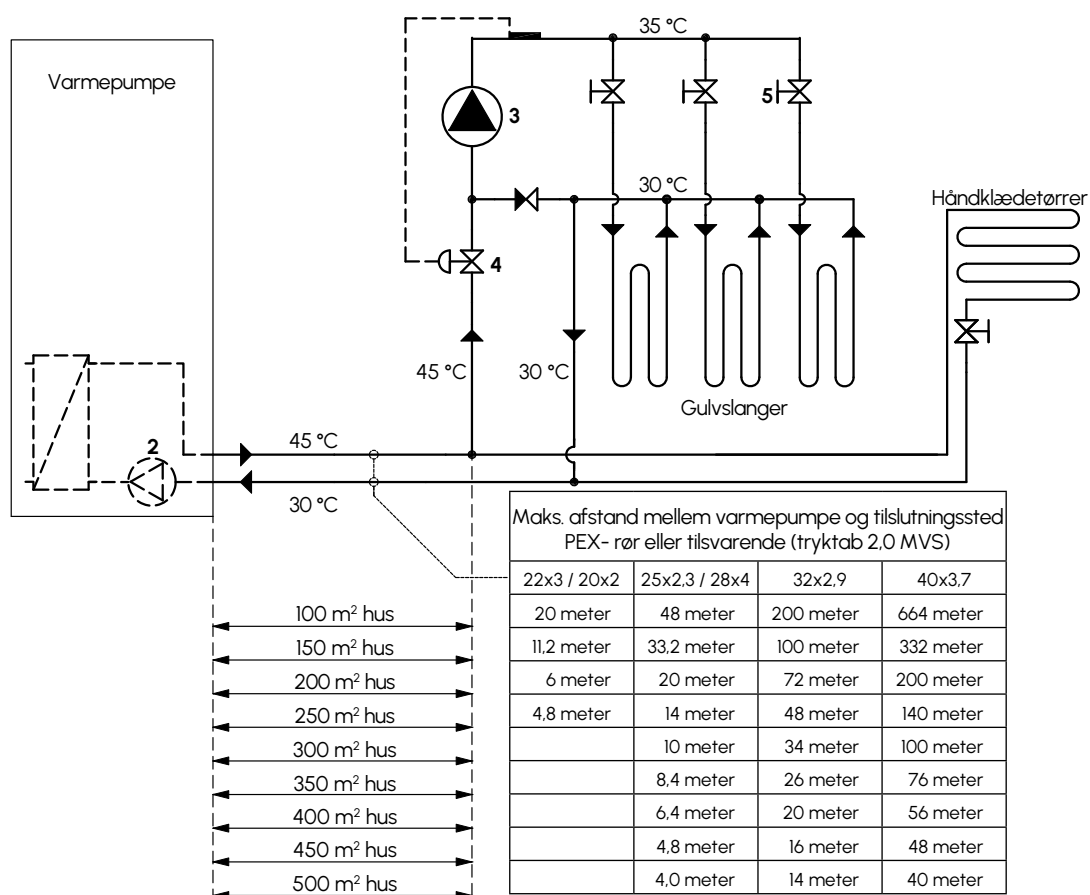 Varmepumpe
35 °C
3
5
30 °C
Håndklædetørrer
4
45 °C
30 °C
Gulvslanger
2
45 °C
30 °C
Maks. afstand mellem varmepumpe og tilslutningssted
PEX- rør eller tilsvarende (tryktab 2,0 MVS)
22x3 / 20x2 25x2,3 / 28x4 32x2,9 40x3,7
100 m² hus 20 meter 48 meter 200 meter 664 meter
150 m² hus 11,2 meter 33,2 meter 100 meter 332 meter
200 m² hus 6 meter 20 meter 72 meter 200 meter
250 m² hus 4,8 meter 14 meter 48 meter 140 meter
300 m² hus 10 meter 34 meter 100 meter
350 m² hus 8,4 meter 26 meter 76 meter
400 m² hus 6,4 meter 20 meter 56 meter
450 m² hus 4,8 meter 16 meter 48 meter
500 m² hus 4,0 meter 14 meter 40 meter